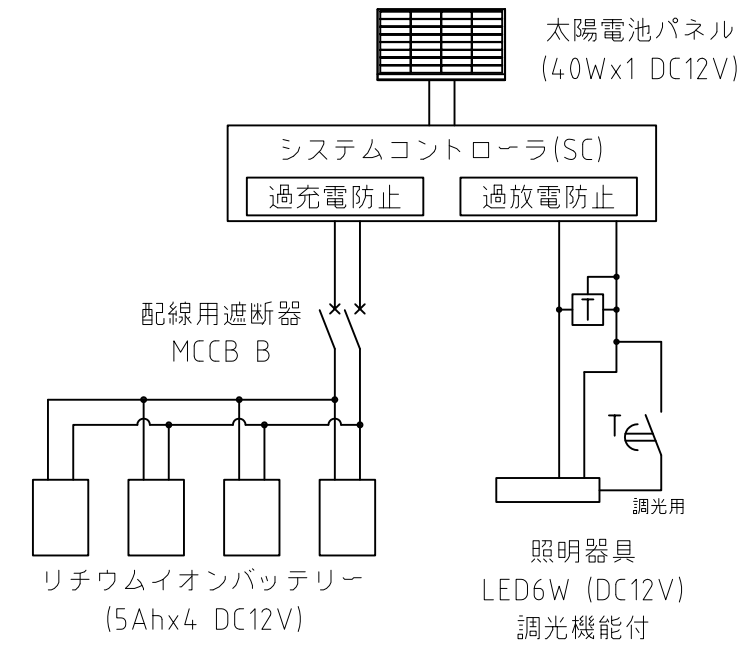 太陽電池パネル
(40Wx1 DC12V)
システムコントローラ(SC)
過充電防止
過放電防止
配線用遮断器
MCCB B
T
T
調光用
リチウムイオンバッテリー
(5Ahx4 DC12V)
照明器具
LED6W (DC12V)
調光機能付